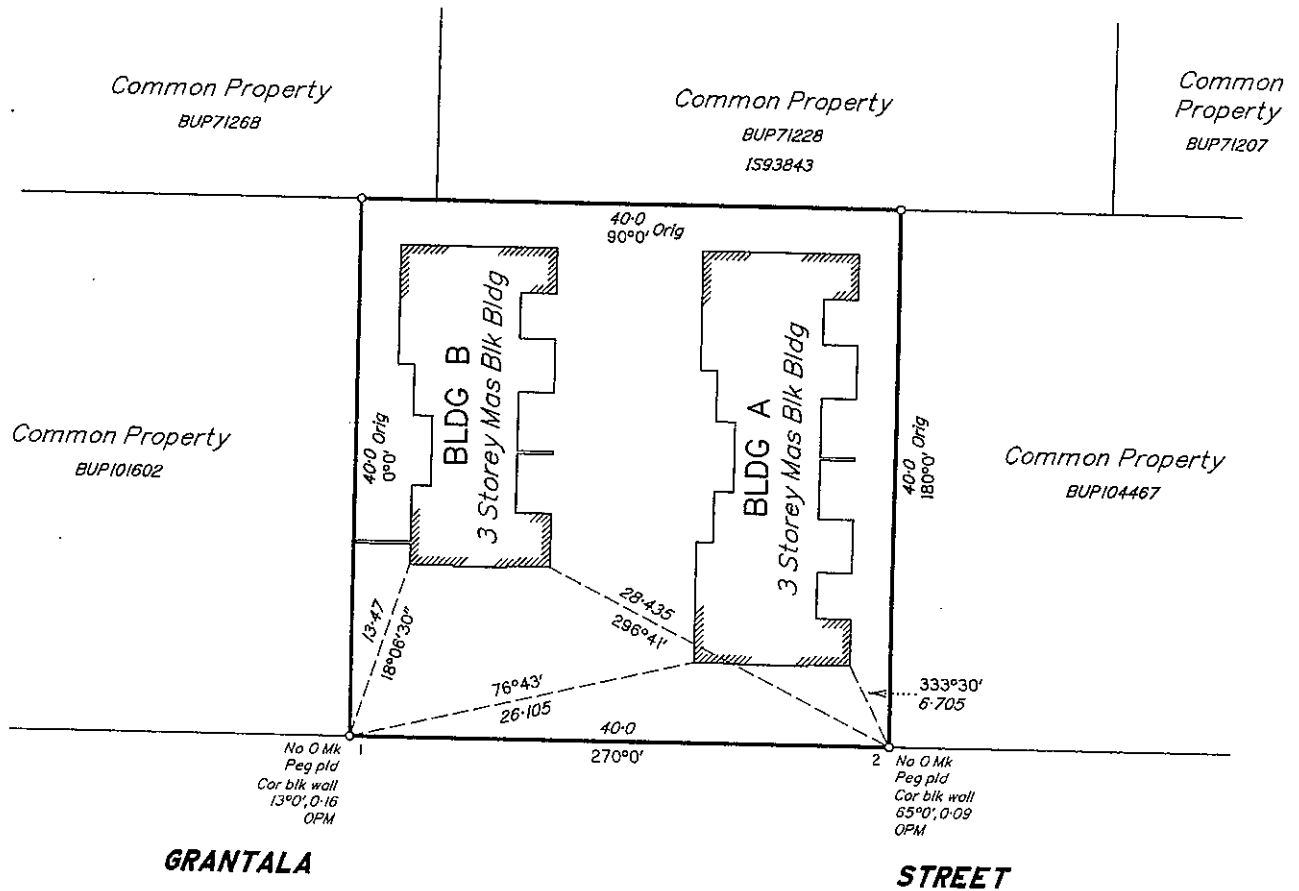 Common Property
BUP71268
Common Property
BUP71228
IS93843
Common
Property
BUP71207
40·0 Orig
90°0'
BLDG B
3 Storey Mas Blk Bldg
BLDG A
3 Storey Mas Blk Bldg
Common Property
BUP101602
40·0 Orig
0°0'
40·0 Orig
180°0'
Common Property
BUP104467
13·47
18°06'30"
28·435
296°41'
76°43'
26·105
333°30'
6·705
40·0
270°0'
1
No O Mk
Peg pld
Cor blk wall
13°0', 0·16
OPM
2
No O Mk
Peg pld
Cor blk wall
65°0', 0·09
OPM
GRANTALA
STREET